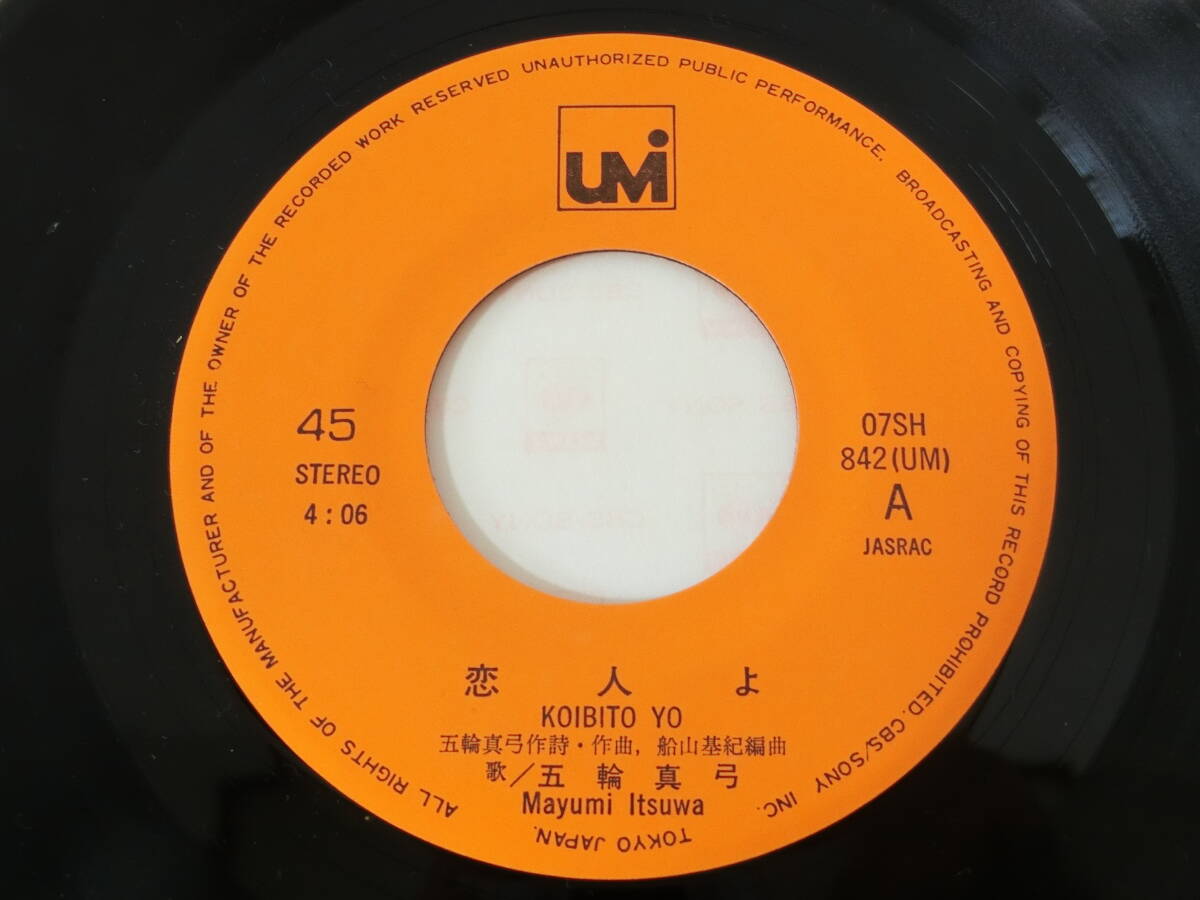 UMi
45
STEREO
4:06
07SH
842(UM)
A
JASRAC
恋人よ
KOIBITO YO
五輪真弓作詩・作曲, 船山基紀編曲
歌/五輪真弓
Mayumi Itsuwa
ALL RIGHTS OF THE MANUFACTURER AND OF THE OWNER OF THE RECORDED WORK RESERVED UNAUTHORIZED PUBLIC PERFORMANCE. BROADCASTING AND COPYING OF THIS RECORD PROHIBITED. CBS/SONY INC.
TOKYO JAPAN.